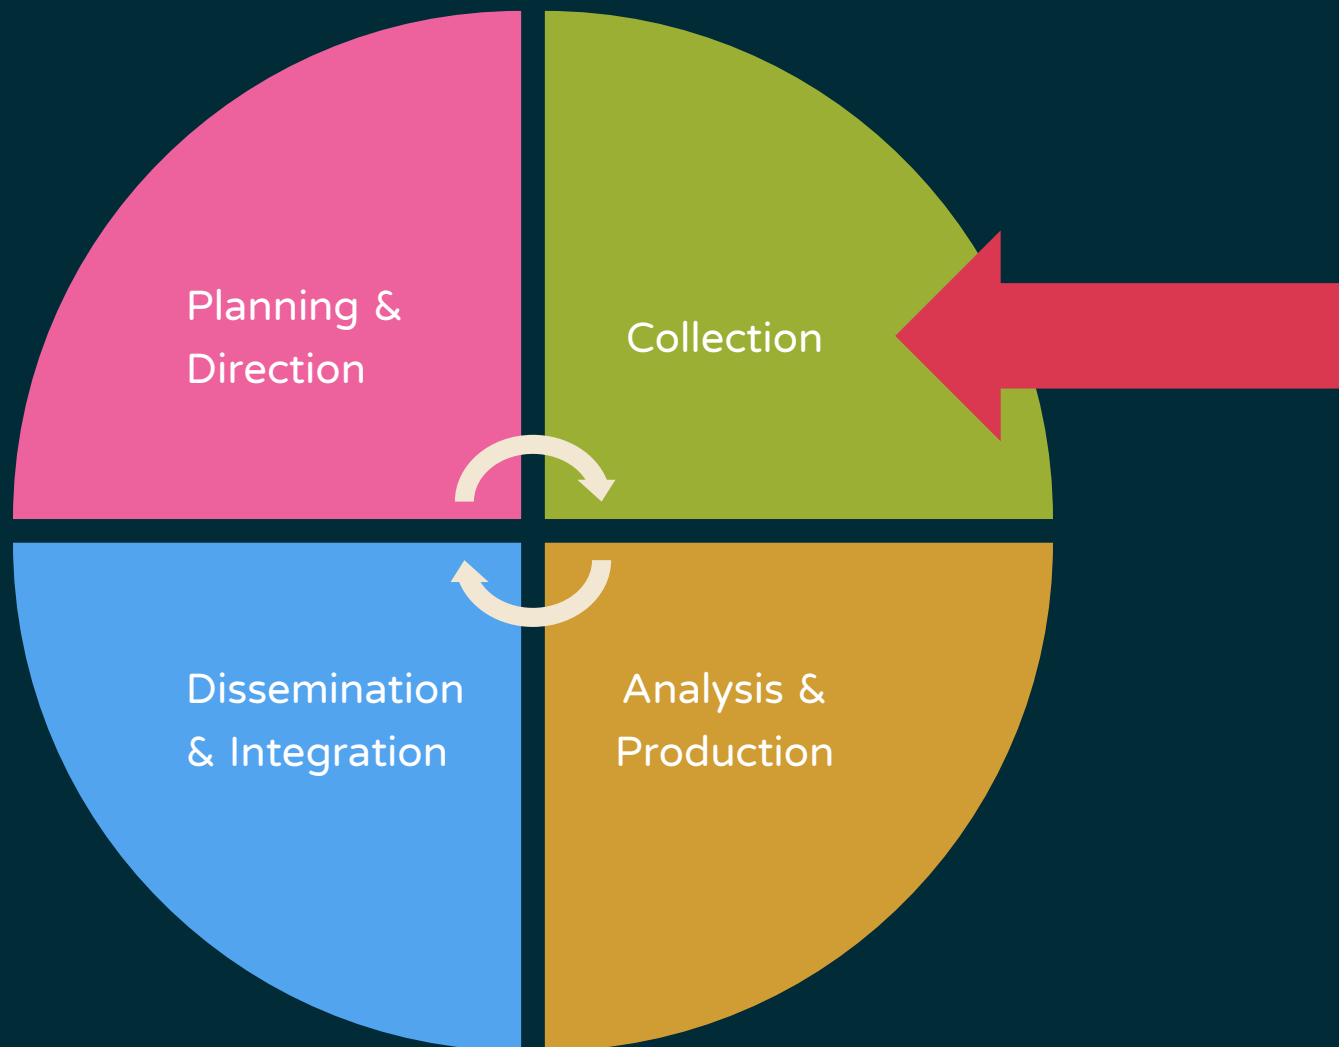 Planning &
Direction
Collection
Dissemination
& Integration
Analysis &
Production